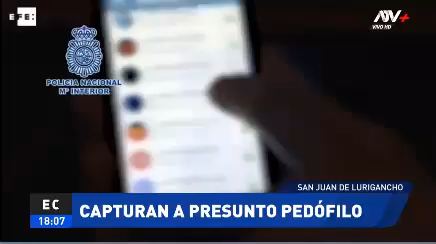 EFE:
ATV+
VIVO HD
POLICIA NACIONAL
Mº INTERIOR
SAN JUAN DE LURIGANCHO
EC
CAPTURAN A PRESUNTO PEDÓFILO
18:07